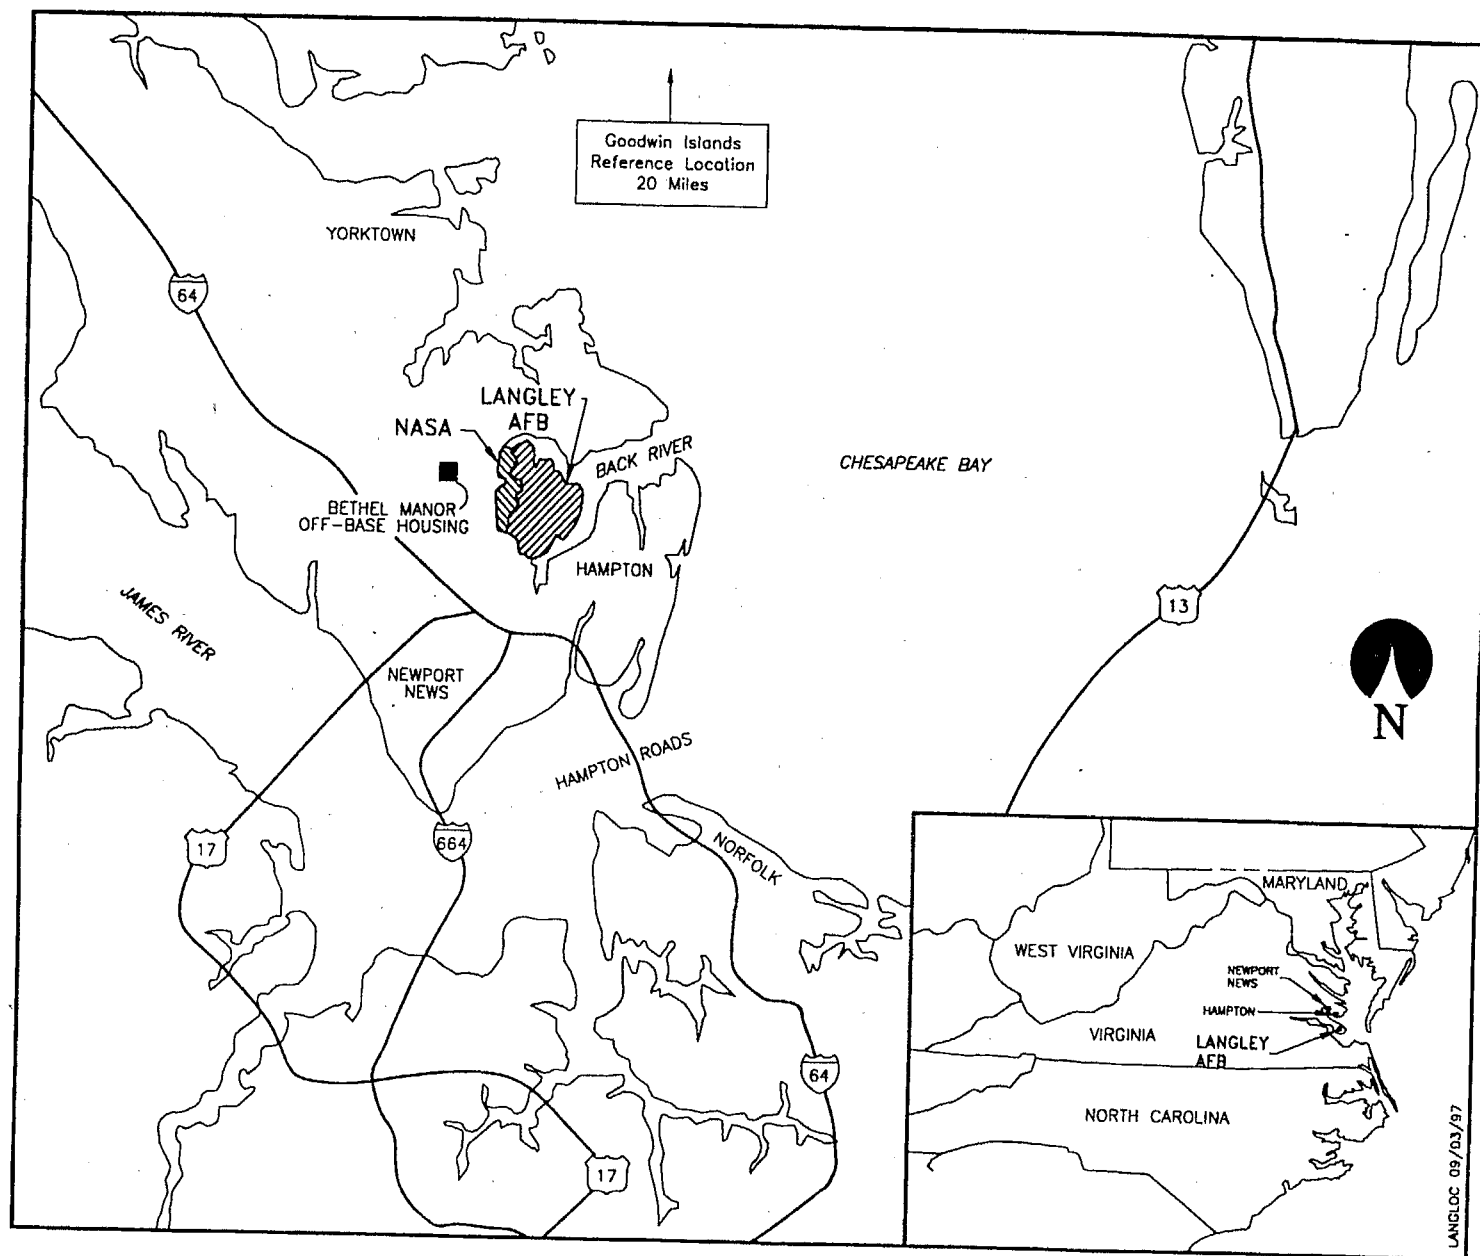 Goodwin Islands
Reference Location
20 Miles
YORKTOWN
64
LANGLEY
AFB
NASA
BACK RIVER
CHESAPEAKE BAY
BETHEL MANOR
OFF-BASE HOUSING
HAMPTON
JAMES RIVER
13
NEWPORT
NEWS
N
HAMPTON ROADS
17
664
NORFOLK
64
17
MARYLAND
WEST VIRGINIA
NEWPORT
NEWS
HAMPTON
VIRGINIA
LANGLEY
AFB
NORTH CAROLINA
LANGLOC 09/03/97